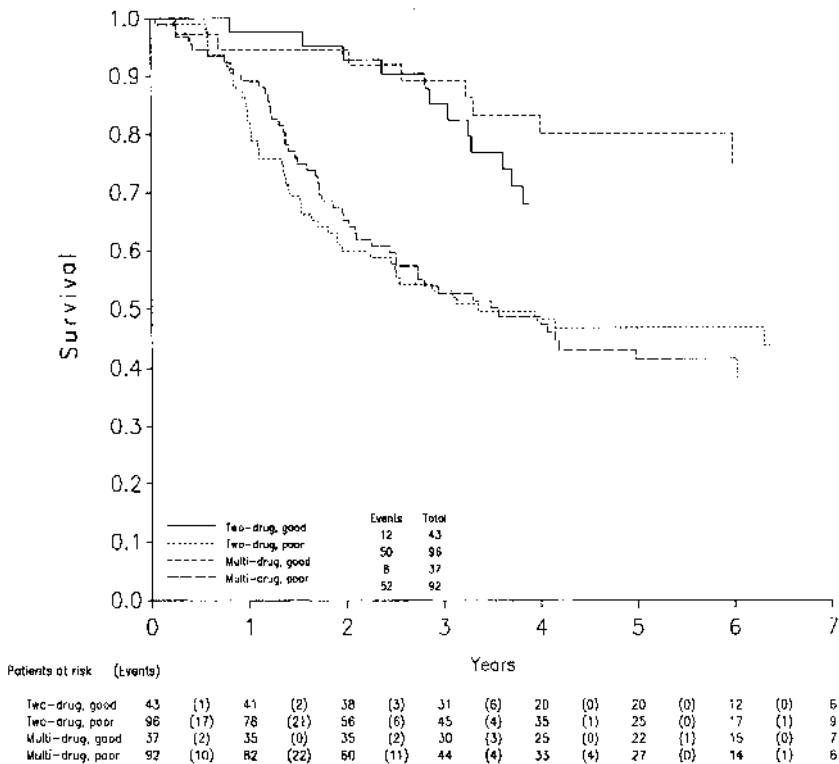 1.0
0.9
0.8
0.7
0.6
0.5
0.4
0.3
0.2
0.1
0.0
Survival
Events Total
Two-drug, good 12 43
Two-drug, poor 50 96
Multi-drug, good 8 37
Multi-drug, poor 52 92
0 1 2 3 4 5 6 7
Years
Patients at risk (Events)
Two-drug, good 43 (1) 41 (2) 38 (3) 31 (6) 20 (0) 20 (0) 12 (0) 6
Two-drug, poor 96 (17) 78 (21) 56 (6) 45 (4) 35 (1) 25 (0) 17 (1) 9
Multi-drug, good 37 (2) 35 (0) 35 (2) 30 (3) 25 (0) 22 (1) 15 (0) 7
Multi-drug, poor 92 (10) 82 (22) 60 (11) 44 (4) 33 (4) 27 (0) 14 (1) 6